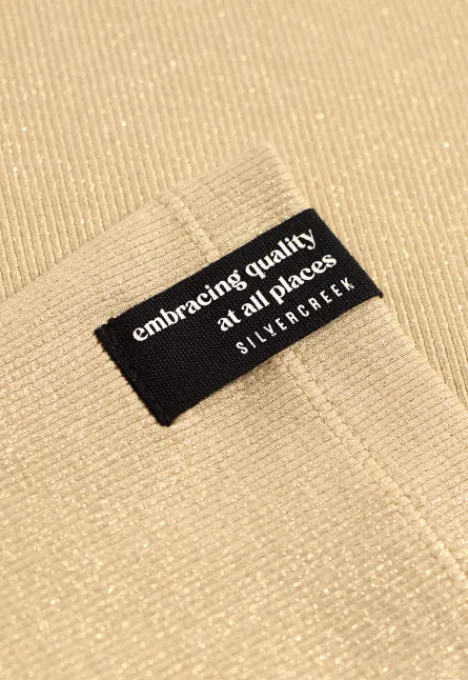 embracing quality
at all places
SILVERCREEK